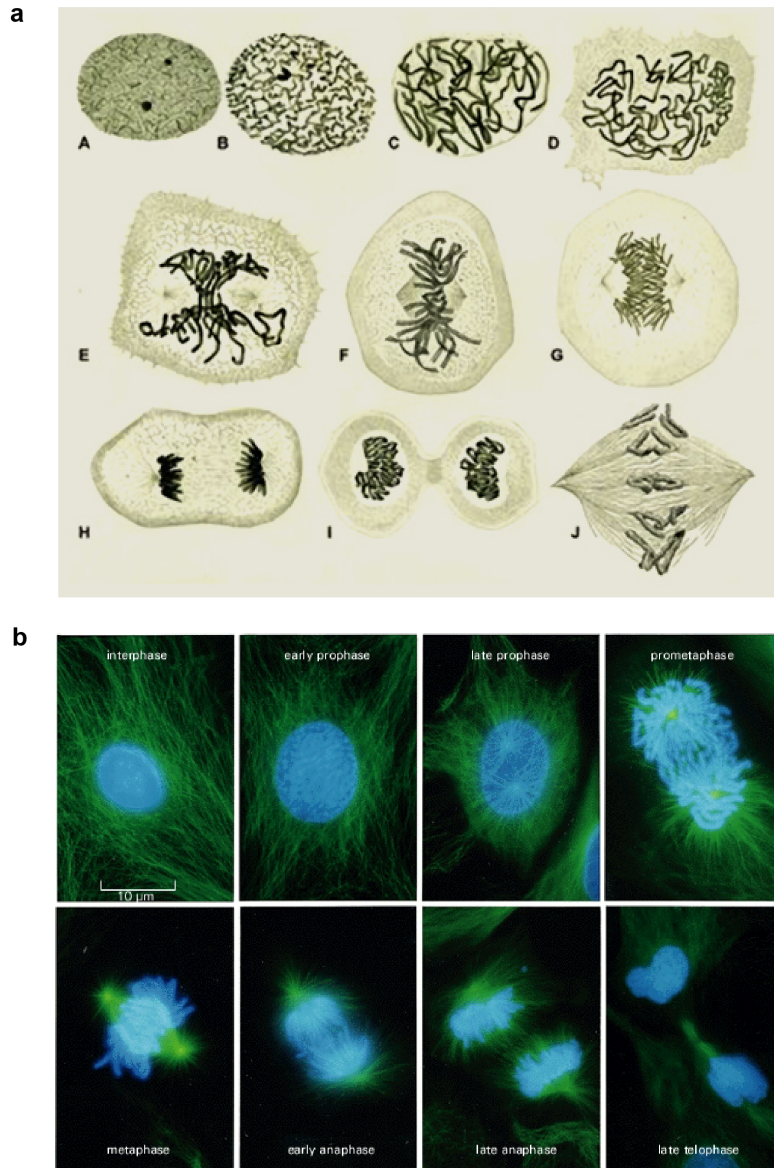 a
A
B
C
D
E
F
G
H
I
J
b
interphase
early prophase
late prophase
prometaphase
10 μm
metaphase
early anaphase
late anaphase
late telophase